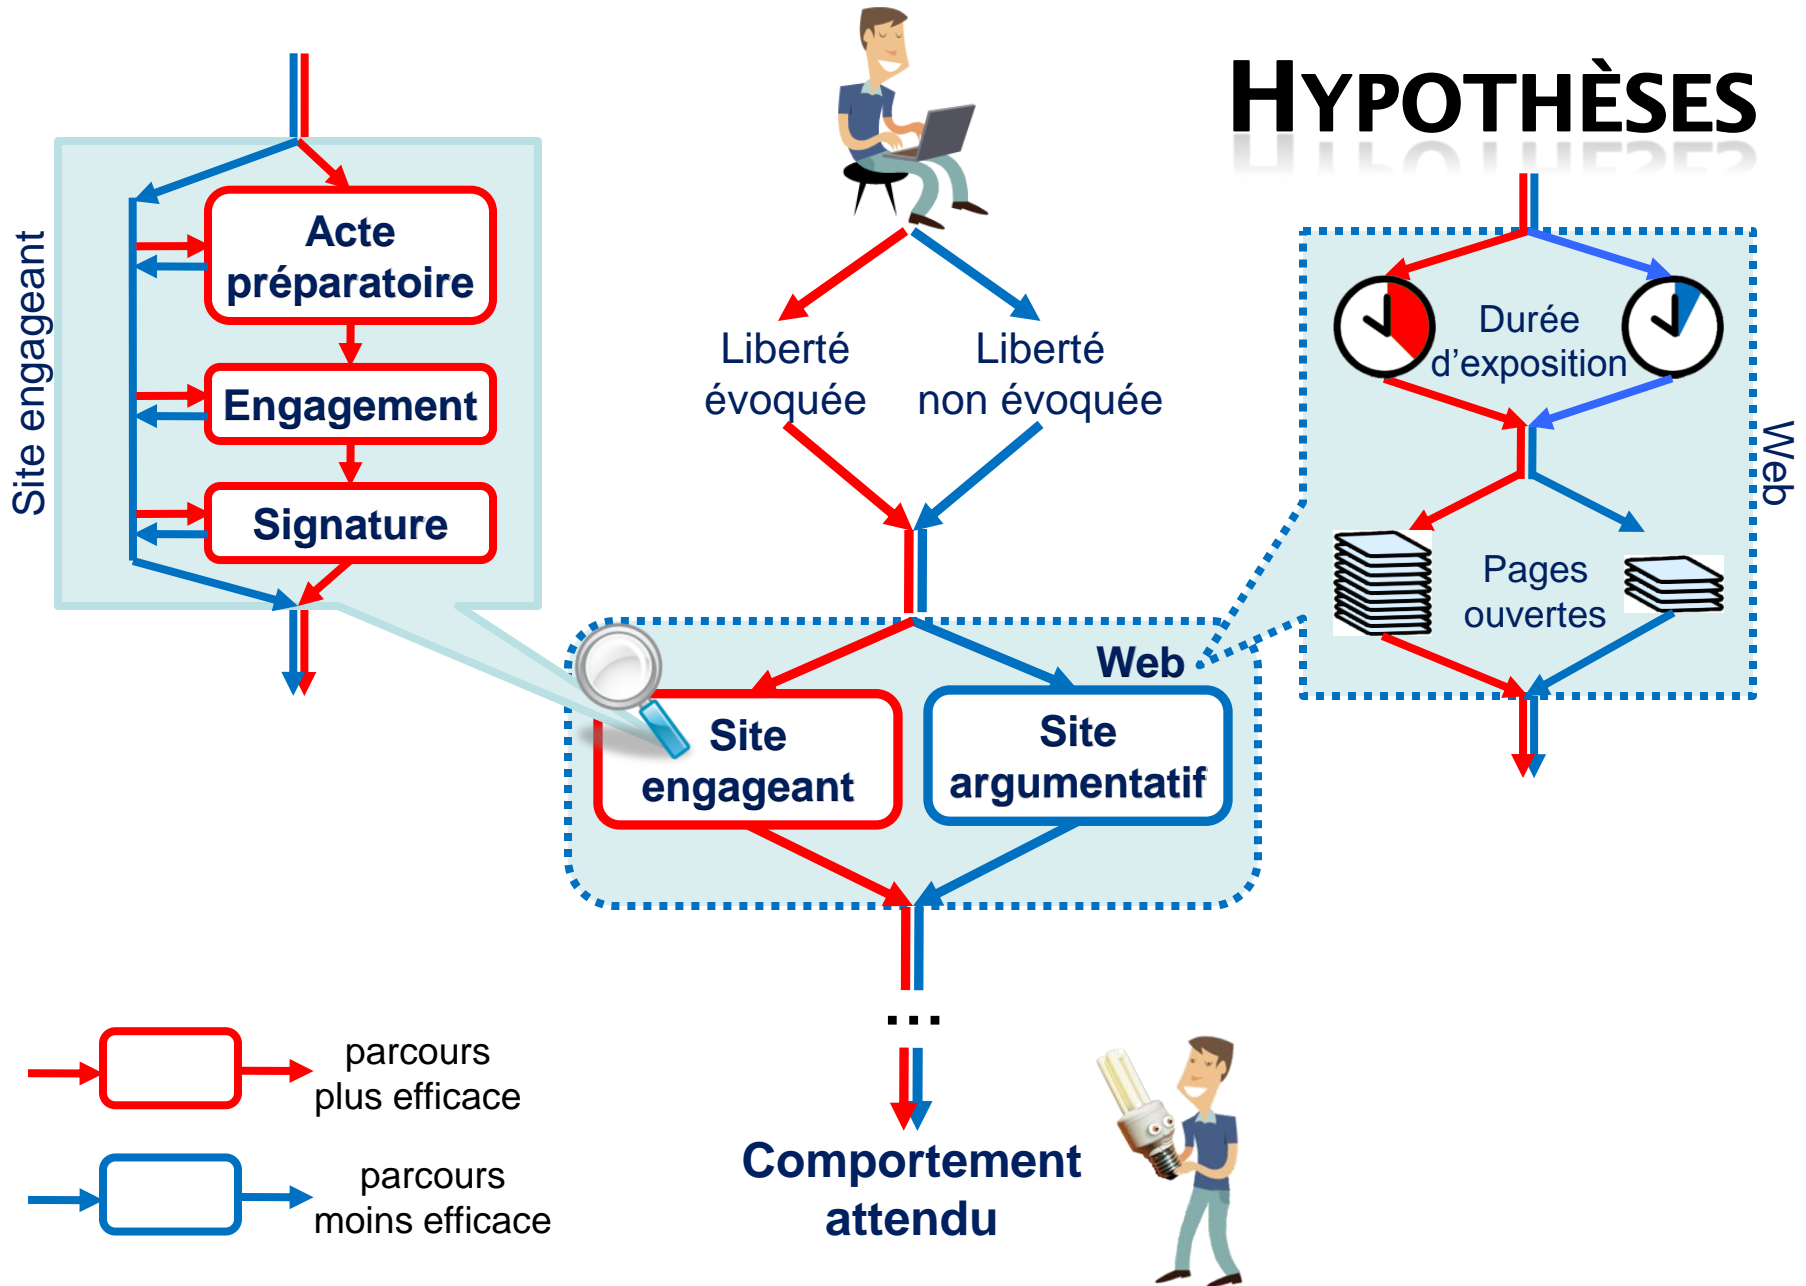 HYPOTHÈSES
Site engageant
Acte
préparatoire
Engagement
Signature
Liberté
évoquée
Liberté
non évoquée
Durée
d’exposition
Pages
ouvertes
Web
Web
Site
engageant
Site
argumentatif
...
Comportement
attendu
parcours
plus efficace
parcours
moins efficace